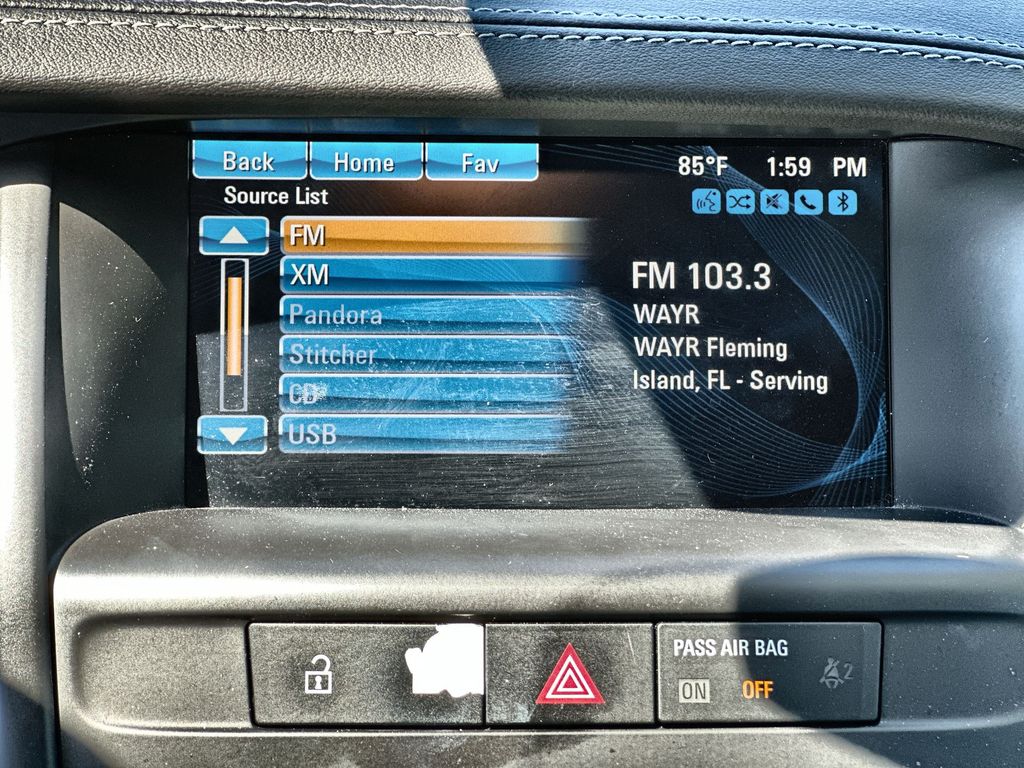 Back Home Fav
85°F 1:59 PM
Source List
FM
XM
Pandora
Stitcher
CD
USB
FM 103.3
WAYR
WAYR Fleming
Island, FL - Serving
PASS AIR BAG
ON OFF
2